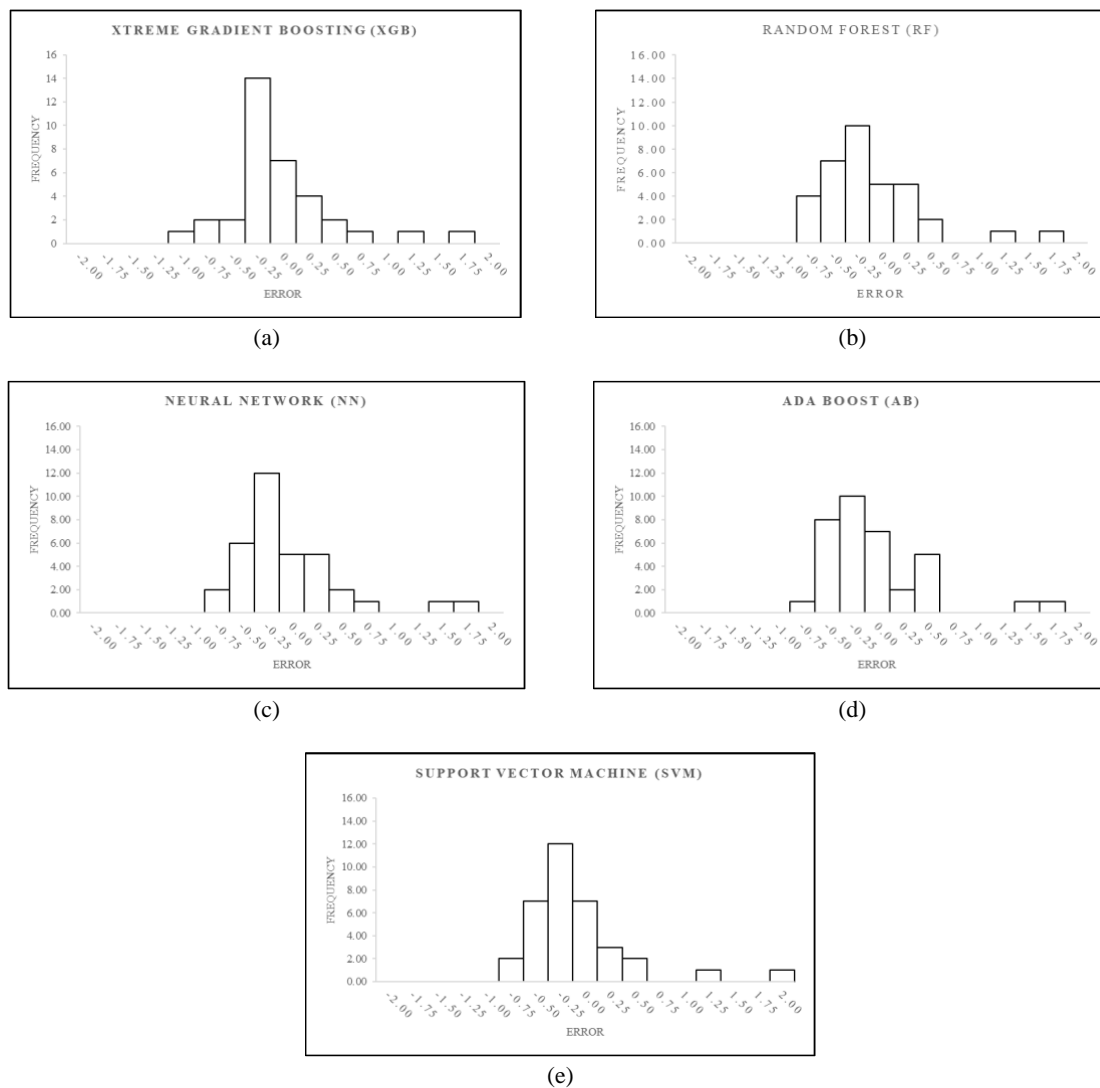 XTREME GRADIENT BOOSTING (XGB)
FREQUENCY
16
14
12
10
8
6
4
2
0
-2.00 -1.75 -1.50 -1.25 -1.00 -0.75 -0.50 -0.25 0.00 0.25 0.50 0.75 1.00 1.25 1.50 1.75 2.00
ERROR
(a)
RANDOM FOREST (RF)
FREQUENCY
16.00
14.00
12.00
10.00
8.00
6.00
4.00
2.00
0.00
-2.00 -1.75 -1.50 -1.25 -1.00 -0.75 -0.50 -0.25 0.00 0.25 0.50 0.75 1.00 1.25 1.50 1.75 2.00
ERROR
(b)
NEURAL NETWORK (NN)
FREQUENCY
16.00
14.00
12.00
10.00
8.00
6.00
4.00
2.00
0.00
-2.00 -1.75 -1.50 -1.25 -1.00 -0.75 -0.50 -0.25 0.00 0.25 0.50 0.75 1.00 1.25 1.50 1.75 2.00
ERROR
(c)
ADA BOOST (AB)
FREQUENCY
16.00
14.00
12.00
10.00
8.00
6.00
4.00
2.00
0.00
-2.00 -1.75 -1.50 -1.25 -1.00 -0.75 -0.50 -0.25 0.00 0.25 0.50 0.75 1.00 1.25 1.50 1.75 2.00
ERROR
(d)
SUPPORT VECTOR MACHINE (SVM)
FREQUENCY
16.00
14.00
12.00
10.00
8.00
6.00
4.00
2.00
0.00
-2.00 -1.75 -1.50 -1.25 -1.00 -0.75 -0.50 -0.25 0.00 0.25 0.50 0.75 1.00 1.25 1.50 1.75 2.00
ERROR
(e)